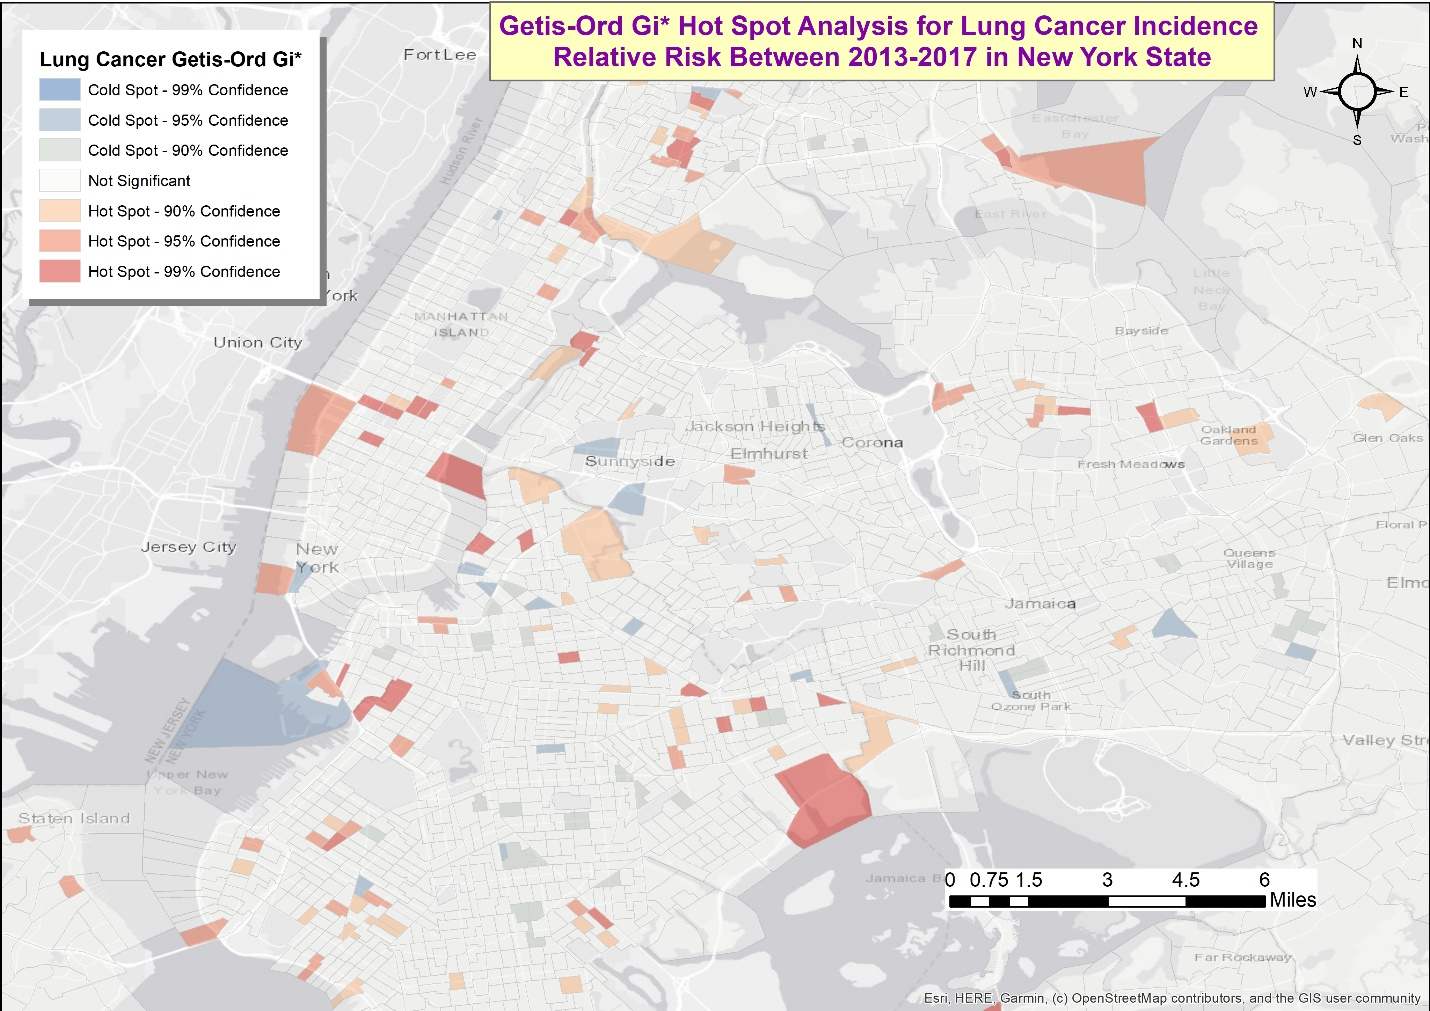 Getis-Ord Gi* Hot Spot Analysis for Lung Cancer Incidence
Relative Risk Between 2013-2017 in New York State
Lung Cancer Getis-Ord Gi*
Cold Spot - 99% Confidence
Cold Spot - 95% Confidence
Cold Spot - 90% Confidence
Not Significant
Hot Spot - 90% Confidence
Hot Spot - 95% Confidence
Hot Spot - 99% Confidence
N
W
E
S
Fort Lee
Hudson River
Eastchester
Bay
East River
Little
Neck
Bay
York
MANHATTAN
ISLAND
Union City
Bayside
Jackson Heights
Corona
Elmhurst
Sunnyside
Oakland
Gardens
Glen Oaks
Fresh Meadows
Jersey City
New
York
Floral P
Queens
Village
Elmo
Jamaica
South
Richmond
Hill
South
Ozone Park
NEW JERSEY
NEW YORK
Upper New
York Bay
Valley Stre
Staten Island
Jamaica B
0 0.75 1.5 3 4.5 6
Miles
Far Rockaway
Esri, HERE, Garmin, (c) OpenStreetMap contributors, and the GIS user community